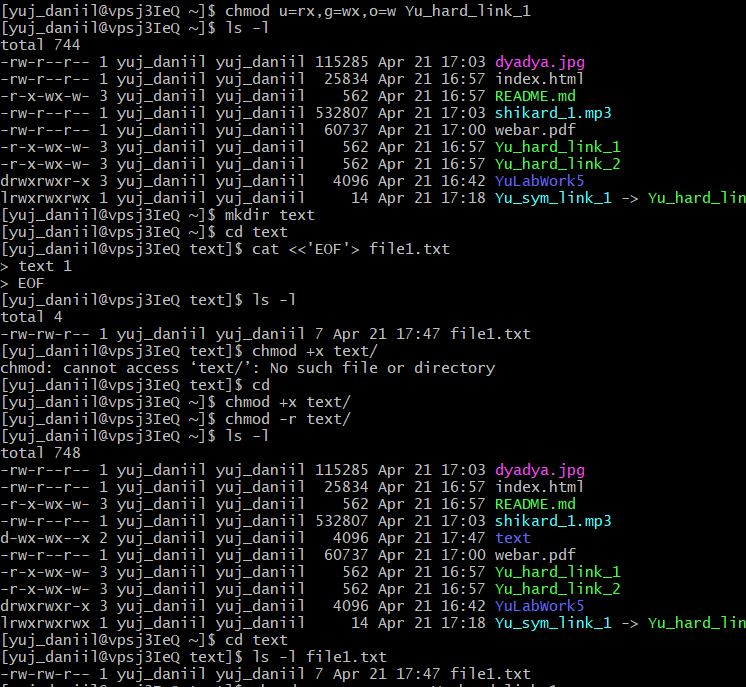 [yuj_daniil@vpsj3IeQ ~]$ chmod u=rx,g=wx,o=w Yu_hard_link_1
[yuj_daniil@vpsj3IeQ ~]$ ls -l
total 744
-rw-r--r-- 1 yuj_daniil yuj_daniil 115285 Apr 21 17:03 dyadya.jpg
-rw-r--r-- 1 yuj_daniil yuj_daniil  25834 Apr 21 16:57 index.html
-r-x-wx-w- 3 yuj_daniil yuj_daniil    562 Apr 21 16:57 README.md
-rw-r--r-- 1 yuj_daniil yuj_daniil 532807 Apr 21 17:03 shikard_1.mp3
-rw-r--r-- 1 yuj_daniil yuj_daniil  60737 Apr 21 17:00 webar.pdf
-r-x-wx-w- 3 yuj_daniil yuj_daniil    562 Apr 21 16:57 Yu_hard_link_1
-r-x-wx-w- 3 yuj_daniil yuj_daniil    562 Apr 21 16:57 Yu_hard_link_2
drwxrwxr-x 3 yuj_daniil yuj_daniil   4096 Apr 21 16:42 YuLabWork5
lrwxrwxrwx 1 yuj_daniil yuj_daniil     14 Apr 21 17:18 Yu_sym_link_1 -> Yu_hard_lin
[yuj_daniil@vpsj3IeQ ~]$ mkdir text
[yuj_daniil@vpsj3IeQ ~]$ cd text
[yuj_daniil@vpsj3IeQ text]$ cat <<'EOF'> file1.txt
> text 1
> EOF
[yuj_daniil@vpsj3IeQ text]$ ls -l
total 4
-rw-rw-r-- 1 yuj_daniil yuj_daniil 7 Apr 21 17:47 file1.txt
[yuj_daniil@vpsj3IeQ text]$ chmod +x text/
chmod: cannot access ‘text/’: No such file or directory
[yuj_daniil@vpsj3IeQ text]$ cd
[yuj_daniil@vpsj3IeQ ~]$ chmod +x text/
[yuj_daniil@vpsj3IeQ ~]$ chmod -r text/
[yuj_daniil@vpsj3IeQ ~]$ ls -l
total 748
-rw-r--r-- 1 yuj_daniil yuj_daniil 115285 Apr 21 17:03 dyadya.jpg
-rw-r--r-- 1 yuj_daniil yuj_daniil  25834 Apr 21 16:57 index.html
-r-x-wx-w- 3 yuj_daniil yuj_daniil    562 Apr 21 16:57 README.md
-rw-r--r-- 1 yuj_daniil yuj_daniil 532807 Apr 21 17:03 shikard_1.mp3
d-wx-wx--x 2 yuj_daniil yuj_daniil   4096 Apr 21 17:47 text
-rw-r--r-- 1 yuj_daniil yuj_daniil  60737 Apr 21 17:00 webar.pdf
-r-x-wx-w- 3 yuj_daniil yuj_daniil    562 Apr 21 16:57 Yu_hard_link_1
-r-x-wx-w- 3 yuj_daniil yuj_daniil    562 Apr 21 16:57 Yu_hard_link_2
drwxrwxr-x 3 yuj_daniil yuj_daniil   4096 Apr 21 16:42 YuLabWork5
lrwxrwxrwx 1 yuj_daniil yuj_daniil     14 Apr 21 17:18 Yu_sym_link_1 -> Yu_hard_lin
[yuj_daniil@vpsj3IeQ ~]$ cd text
[yuj_daniil@vpsj3IeQ text]$ ls -l file1.txt
-rw-rw-r-- 1 yuj_daniil yuj_daniil 7 Apr 21 17:47 file1.txt